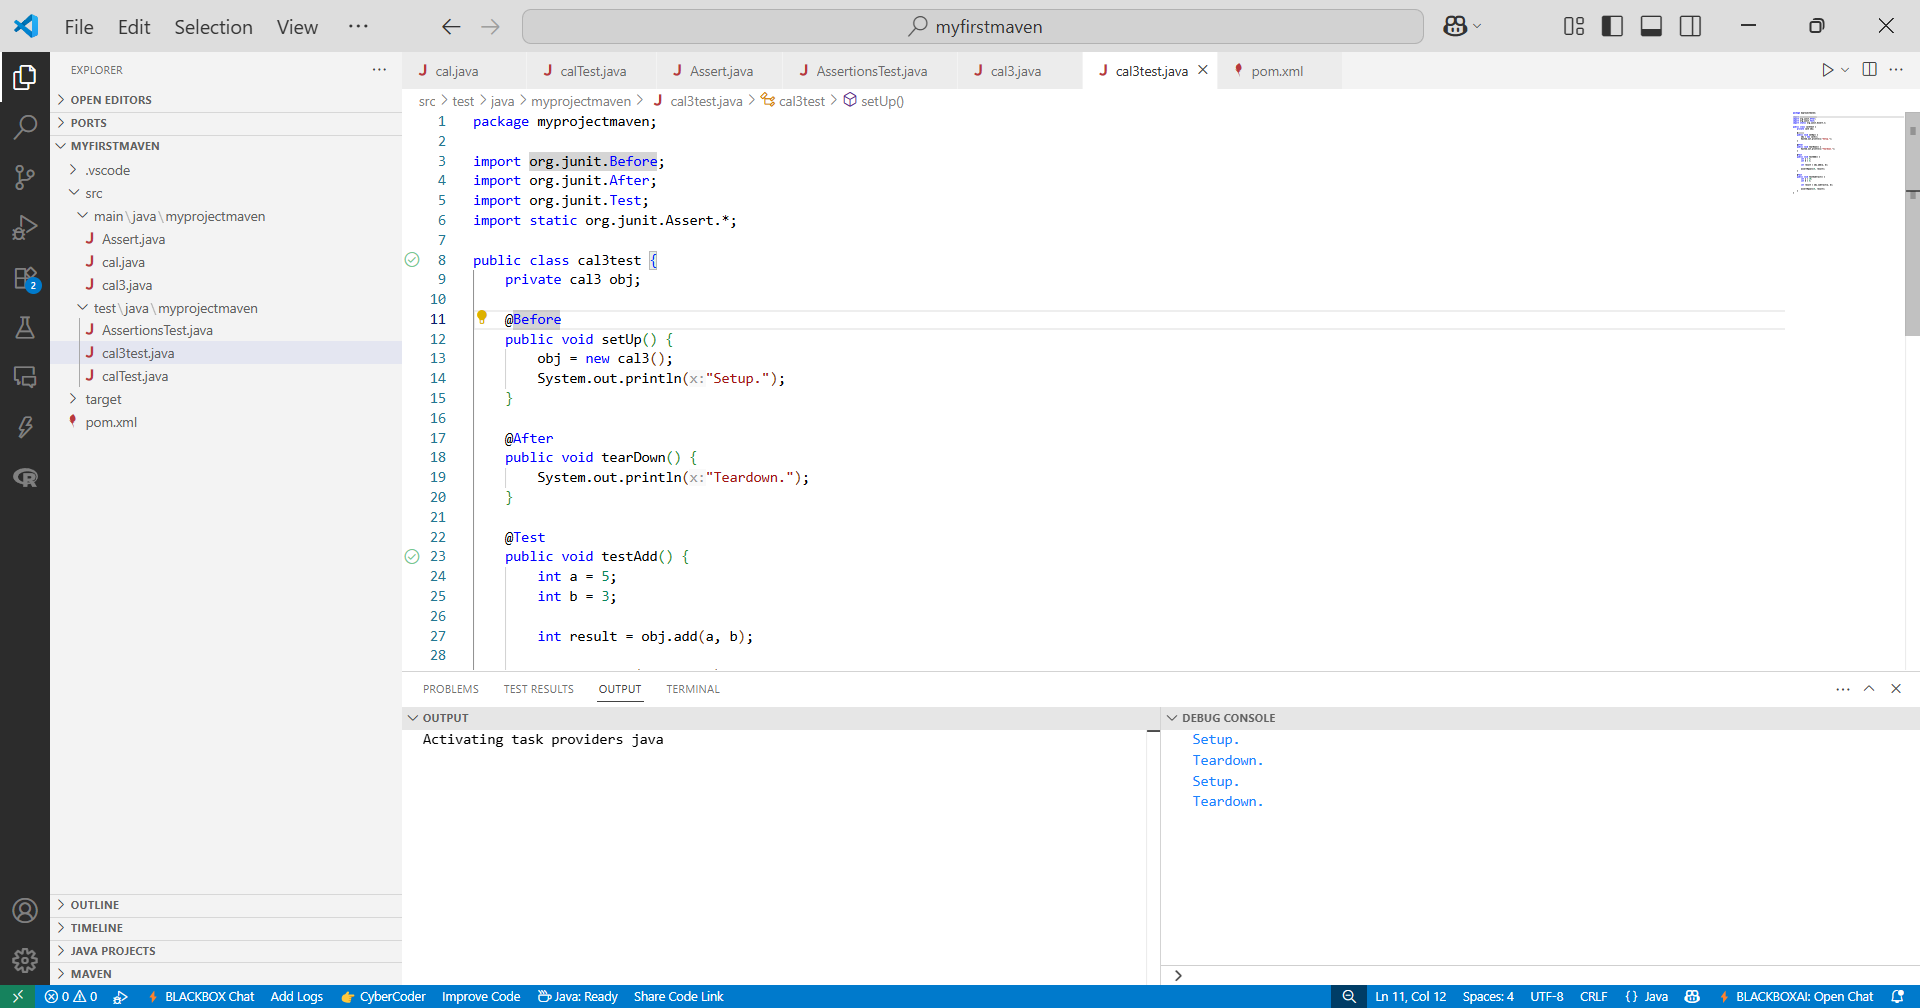 File Edit Selection View ··· myfirstmaven
EXPLORER ···
OPEN EDITORS
PORTS
MYFIRSTMAVEN
.vscode
src
main\java\myprojectmaven
Assert.java
cal.java
cal3.java
test\java\myprojectmaven
AssertionsTest.java
cal3test.java
calTest.java
target
pom.xml
OUTLINE
TIMELINE
JAVA PROJECTS
MAVEN
2
cal.java calTest.java Assert.java AssertionsTest.java cal3.java cal3test.java pom.xml
src > test > java > myprojectmaven > cal3test.java > cal3test > setUp()
1 package myprojectmaven;
2
3 import org.junit.Before;
4 import org.junit.After;
5 import org.junit.Test;
6 import static org.junit.Assert.*;
7
8 public class cal3test {
9 private cal3 obj;
10
11 @Before
12 public void setUp() {
13 obj = new cal3();
14 System.out.println(x:"Setup.");
15 }
16
17 @After
18 public void tearDown() {
19 System.out.println(x:"Teardown.");
20 }
21
22 @Test
23 public void testAdd() {
24 int a = 5;
25 int b = 3;
26
27 int result = obj.add(a, b);
28
PROBLEMS TEST RESULTS OUTPUT TERMINAL
OUTPUT
Activating task providers java
DEBUG CONSOLE
Setup.
Teardown.
Setup.
Teardown.
0 0 BLACKBOX Chat Add Logs CyberCoder Improve Code Java: Ready Share Code Link Ln 11, Col 12 Spaces: 4 UTF-8 CRLF {} Java BLACKBOXAI: Open Chat